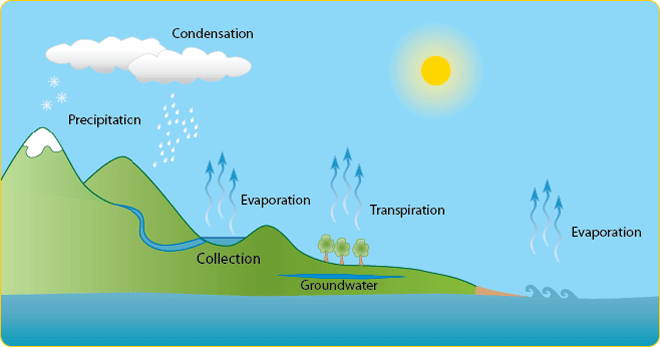 Condensation
Precipitation
Evaporation
Transpiration
Evaporation
Collection
Groundwater